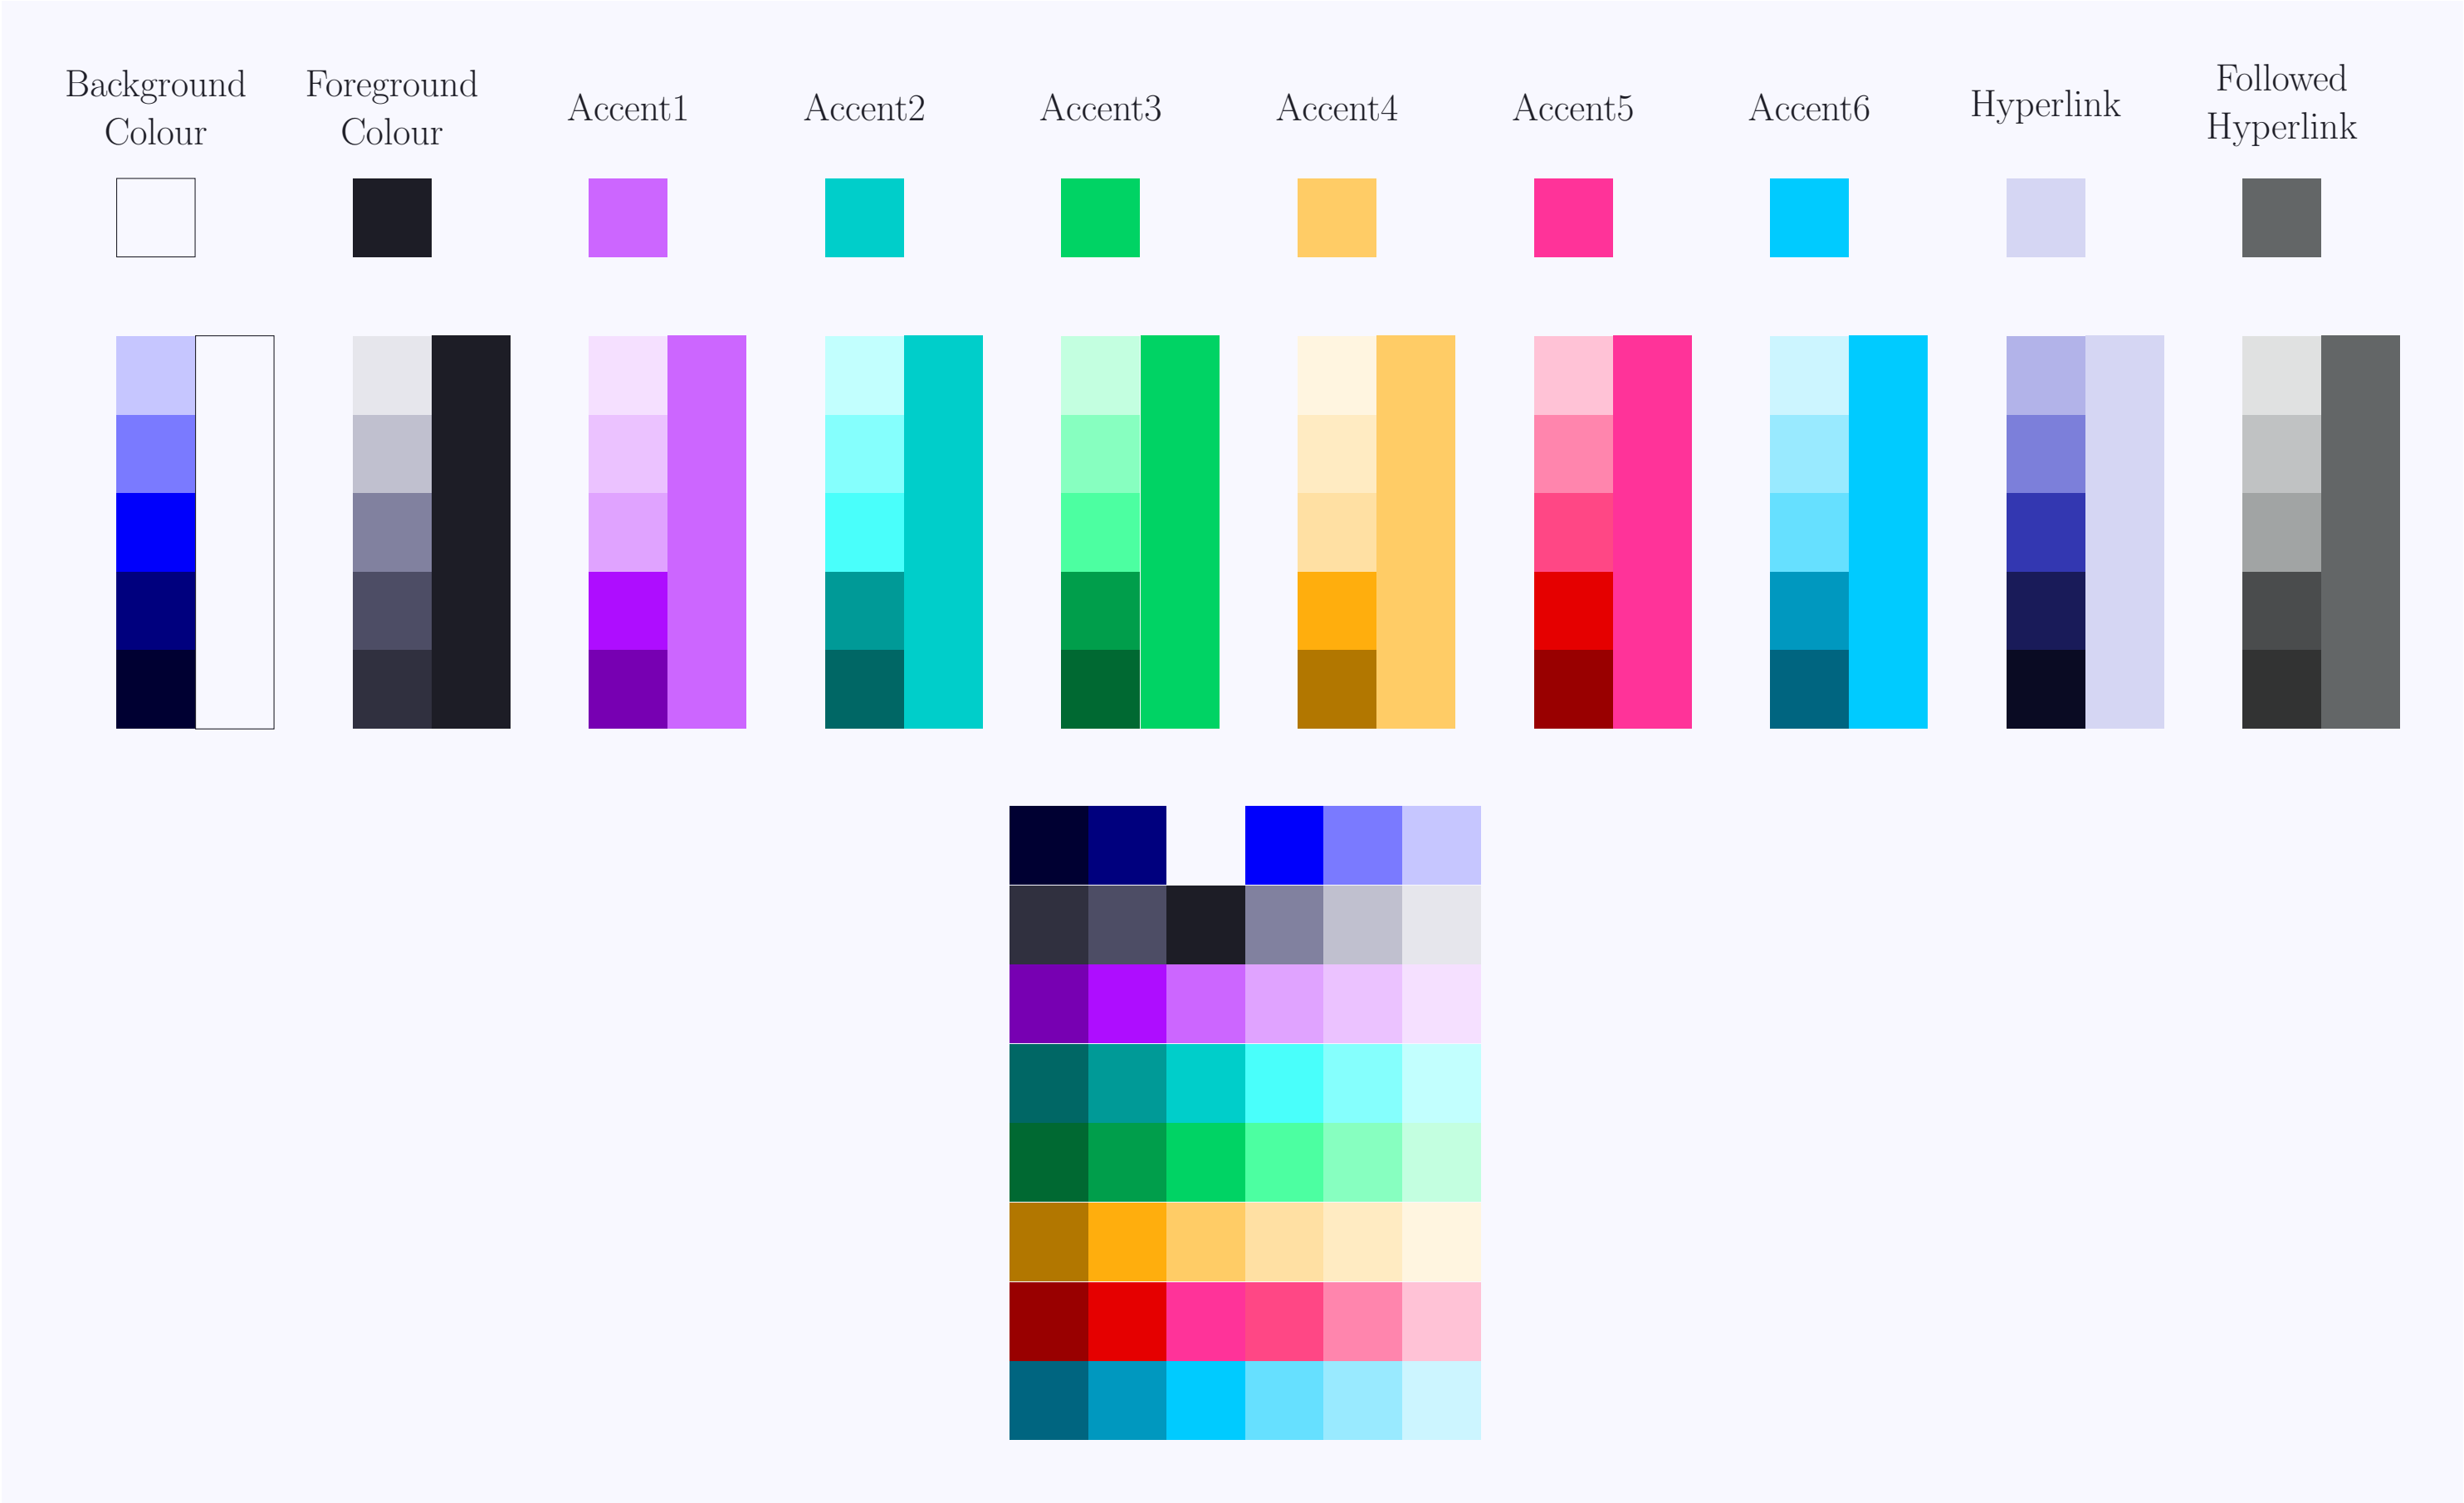 Background
Colour
Foreground
Colour
Accent1
Accent2
Accent3
Accent4
Accent5
Accent6
Hyperlink
Followed
Hyperlink